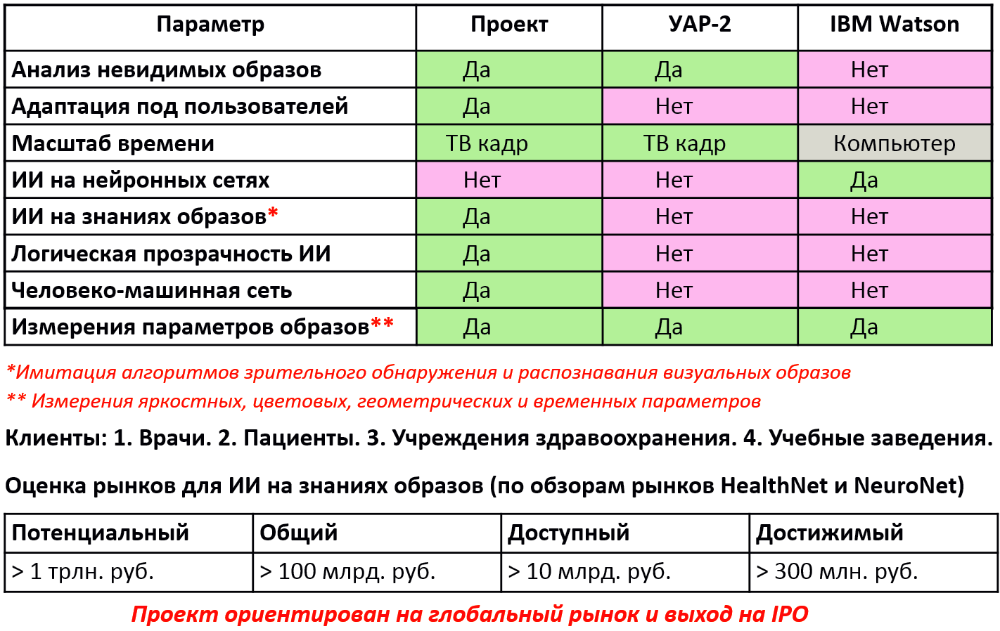 Параметр Проект УАР-2 IBM Watson
Анализ невидимых образов Да Да Нет
Адаптация под пользователей Да Нет Нет
Масштаб времени ТВ кадр ТВ кадр Компьютер
ИИ на нейронных сетях Нет Нет Да
ИИ на знаниях образов* Да Нет Нет
Логическая прозрачность ИИ Да Нет Нет
Человеко-машинная сеть Да Нет Нет
Измерения параметров образов** Да Да Да
*Имитация алгоритмов зрительного обнаружения и распознавания визуальных образов
** Измерения яркостных, цветовых, геометрических и временных параметров
Клиенты: 1. Врачи. 2. Пациенты. 3. Учреждения здравоохранения. 4. Учебные заведения.
Оценка рынков для ИИ на знаниях образов (по обзорам рынков HealthNet и NeuroNet)
Потенциальный Общий Доступный Достижимый
> 1 трлн. руб. > 100 млрд. руб. > 10 млрд. руб. > 300 млн. руб.
Проект ориентирован на глобальный рынок и выход на IPO